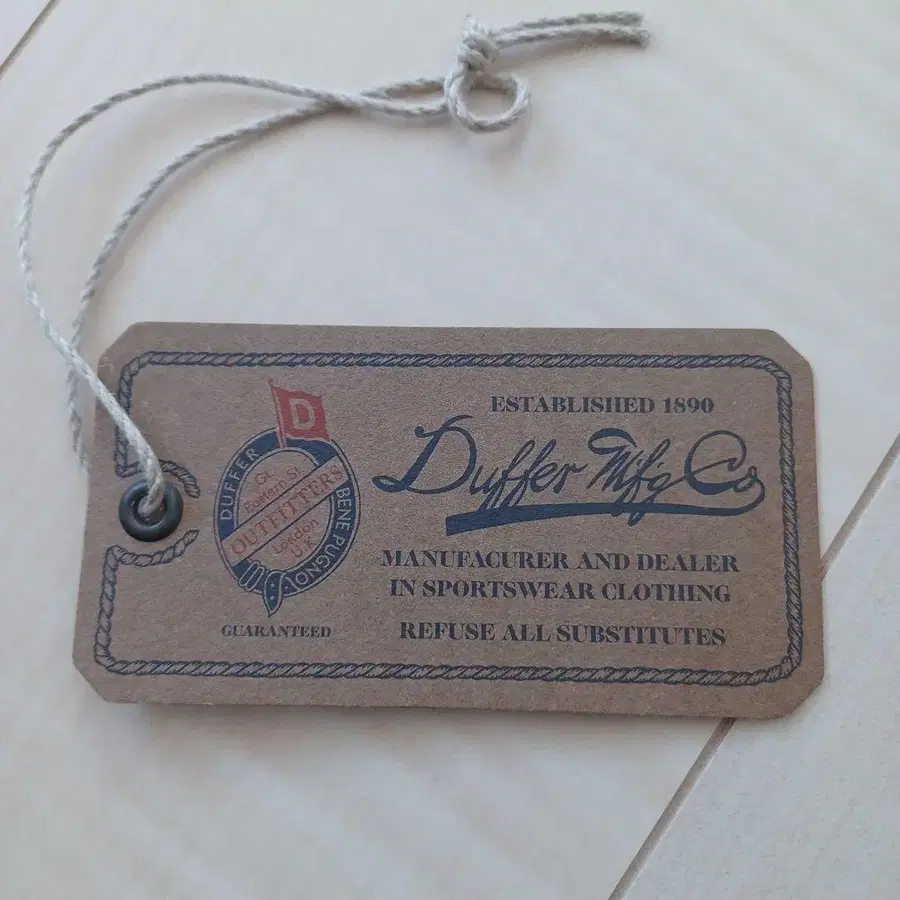 D
DUFFER
BENE PUGNO
Gt.
Eastern St.
OUTFITTERS
London
U.K
GUARANTEED
ESTABLISHED 1890
Duffer Mfg Co
MANUFACURER AND DEALER
IN SPORTSWEAR CLOTHING
REFUSE ALL SUBSTITUTES